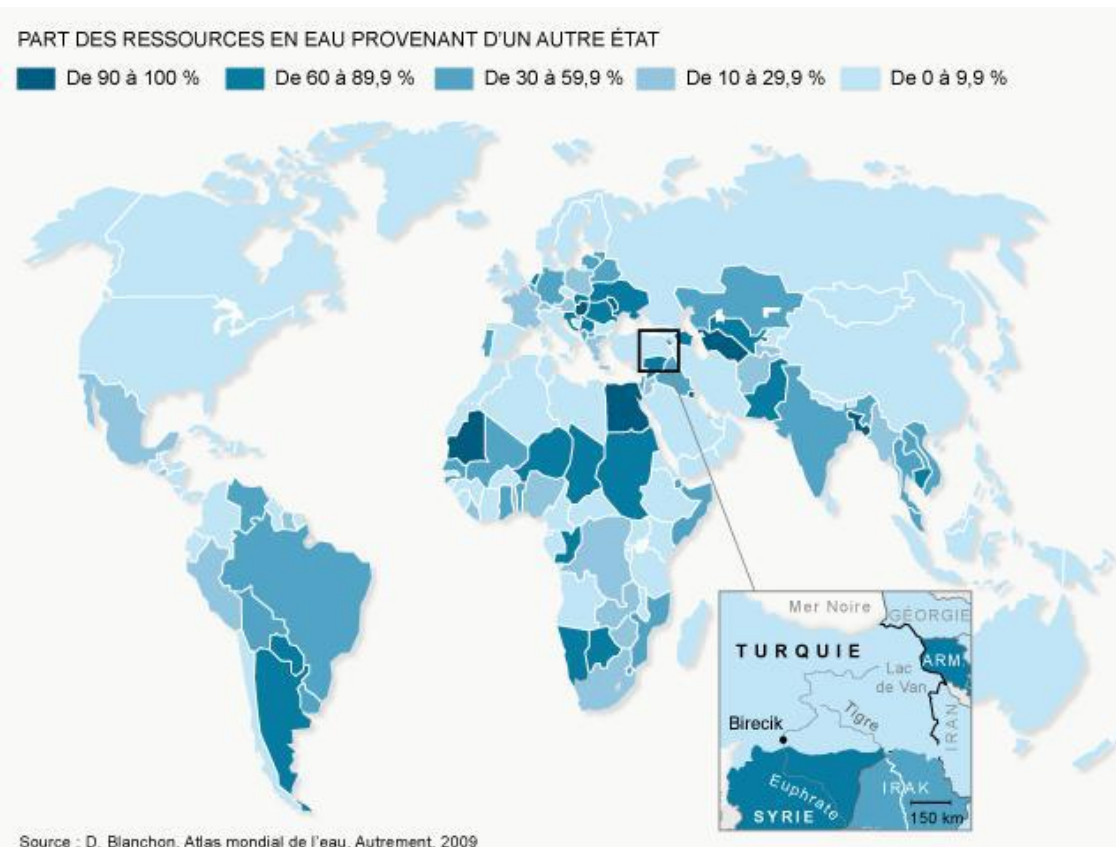 PART DES RESSOURCES EN EAU PROVENANT D'UN AUTRE ÉTAT
De 90 à 100 % De 60 à 89,9 % De 30 à 59,9 % De 10 à 29,9 % De 0 à 9,9 %
Mer Noire
GÉORGIE
TURQUIE
ARM.
Lac
de Van
Tigre
IRAN
Birecik
Euphrate
IRAK
SYRIE
150 km
Source : D. Blanchon, Atlas mondial de l'eau, Autrement, 2009